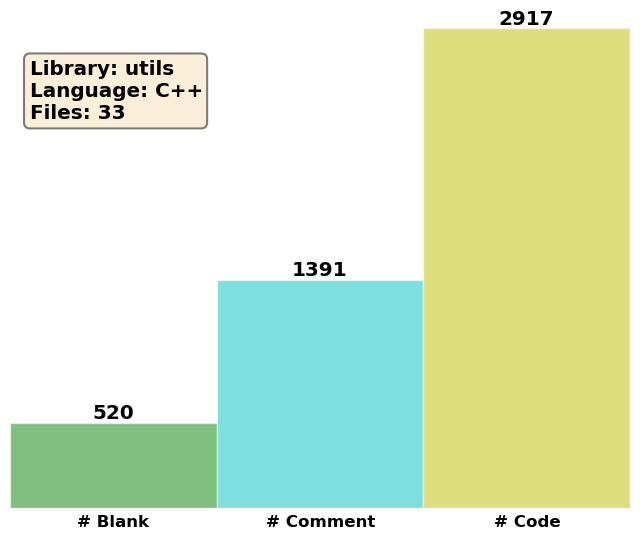 2917
Library: utils
Language: C++
Files: 33
1391
520
# Blank
# Comment
# Code